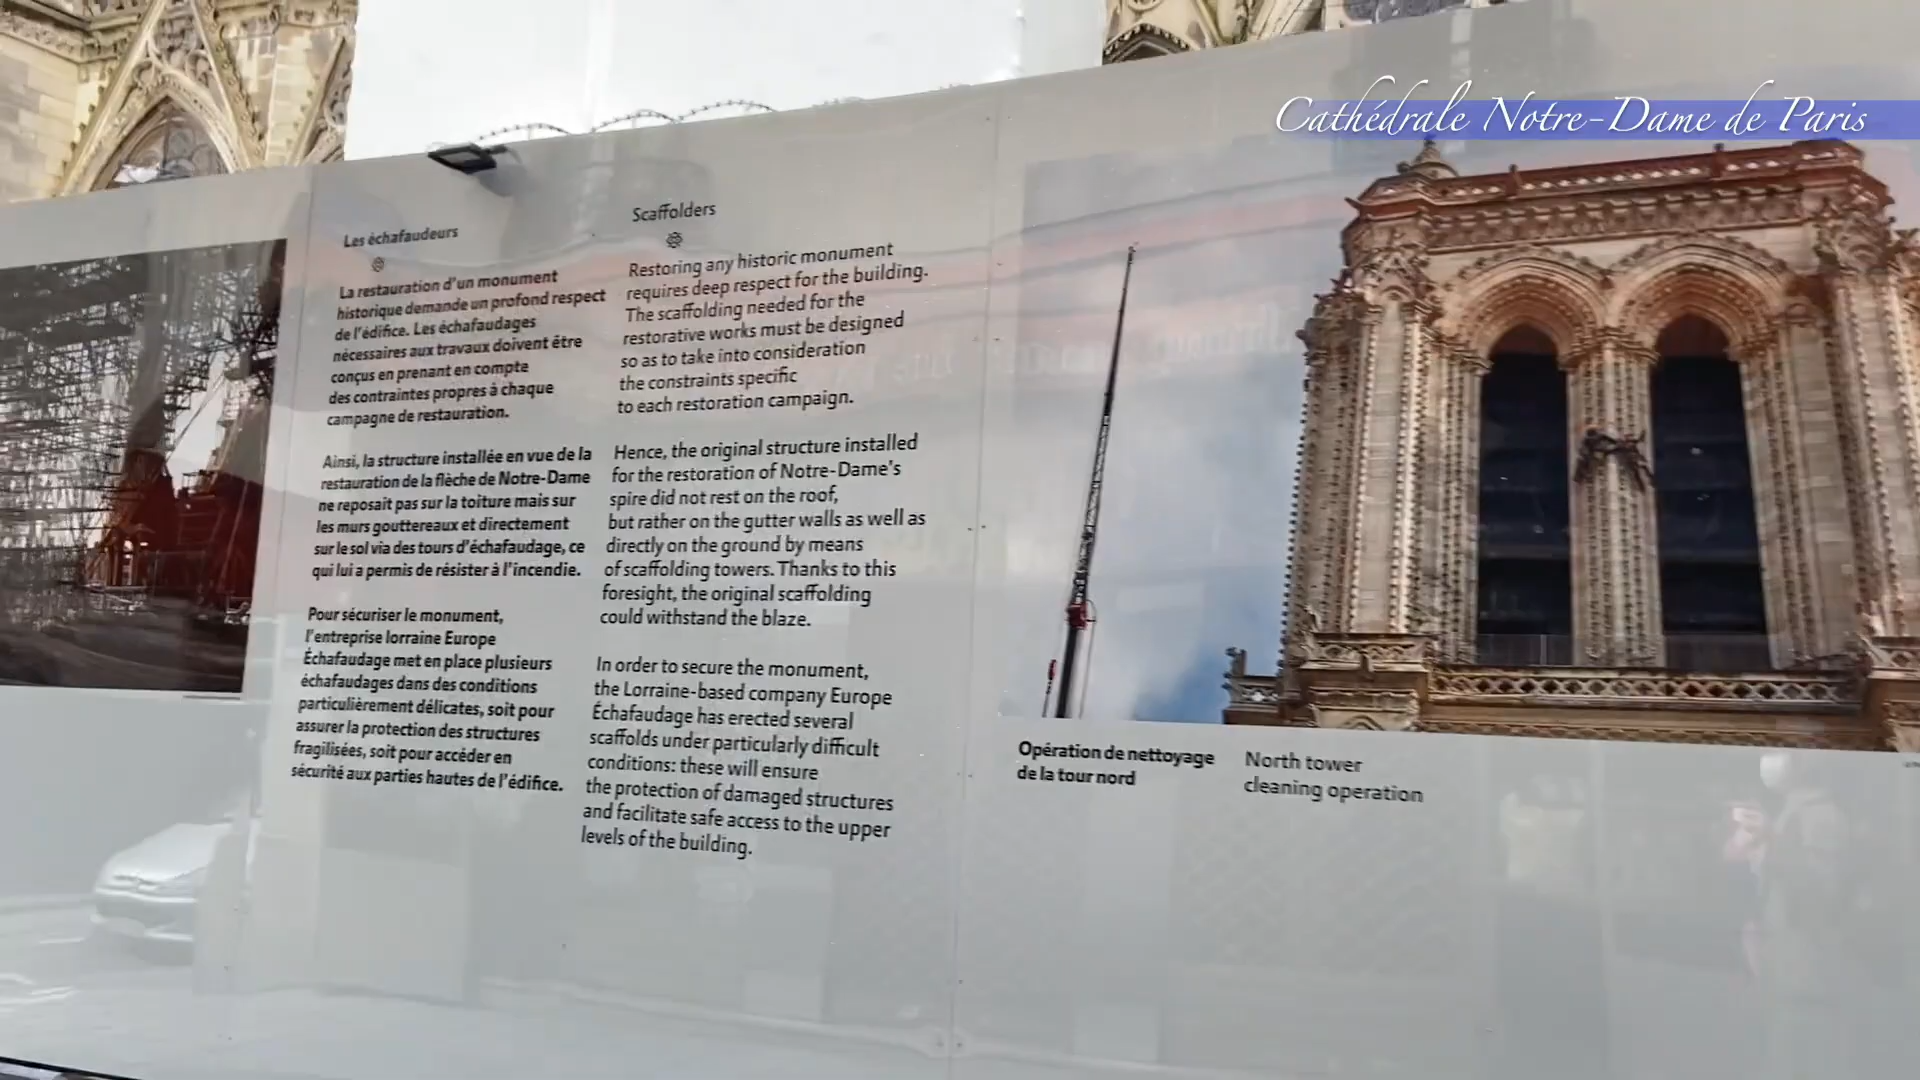 Cathédrale Notre-Dame de Paris
Les échafaudeurs
La restauration d'un monument
historique demande un profond respect
de l'édifice. Les échafaudages
nécessaires aux travaux doivent être
conçus en prenant en compte
des contraintes propres à chaque
campagne de restauration.
Ainsi, la structure installée en vue de la
restauration de la flèche de Notre-Dame
ne reposait pas sur la toiture mais sur
les murs gouttereaux et directement
sur le sol via des tours d'échafaudage, ce
qui lui a permis de résister à l'incendie.
Pour sécuriser le monument,
l'entreprise lorraine Europe
Échafaudage met en place plusieurs
échafaudages dans des conditions
particulièrement délicates, soit pour
assurer la protection des structures
fragilisées, soit pour accéder en
sécurité aux parties hautes de l'édifice.
Scaffolders
Restoring any historic monument
requires deep respect for the building.
The scaffolding needed for the
restorative works must be designed
so as to take into consideration
the constraints specific
to each restoration campaign.
Hence, the original structure installed
for the restoration of Notre-Dame's
spire did not rest on the roof,
but rather on the gutter walls as well as
directly on the ground by means
of scaffolding towers. Thanks to this
foresight, the original scaffolding
could withstand the blaze.
In order to secure the monument,
the Lorraine-based company Europe
Échafaudage has erected several
scaffolds under particularly difficult
conditions: these will ensure
the protection of damaged structures
and facilitate safe access to the upper
levels of the building.
Opération de nettoyage
de la tour nord
North tower
cleaning operation